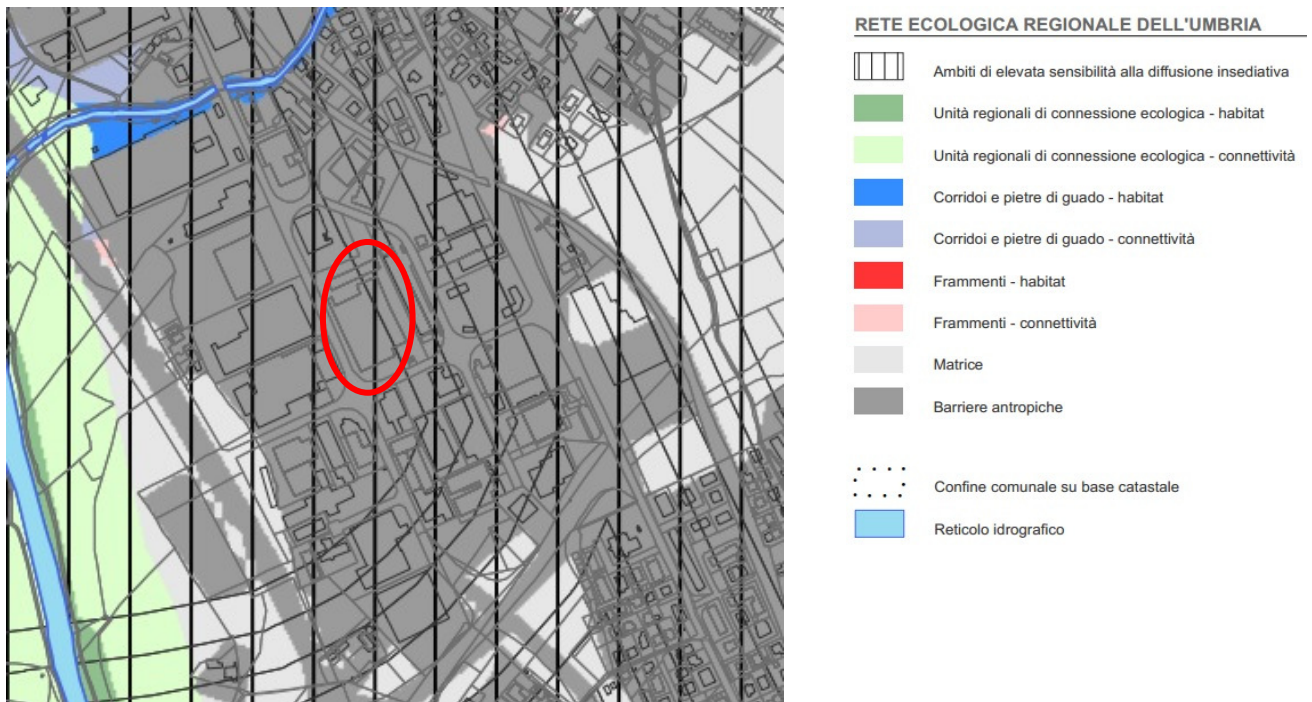 RETE ECOLOGICA REGIONALE DELL'UMBRIA
Ambiti di elevata sensibilità alla diffusione insediativa
Unità regionali di connessione ecologica - habitat
Unità regionali di connessione ecologica - connettività
Corridoi e pietre di guado - habitat
Corridoi e pietre di guado - connettività
Frammenti - habitat
Frammenti - connettività
Matrice
Barriere antropiche
Confine comunale su base catastale
Reticolo idrografico